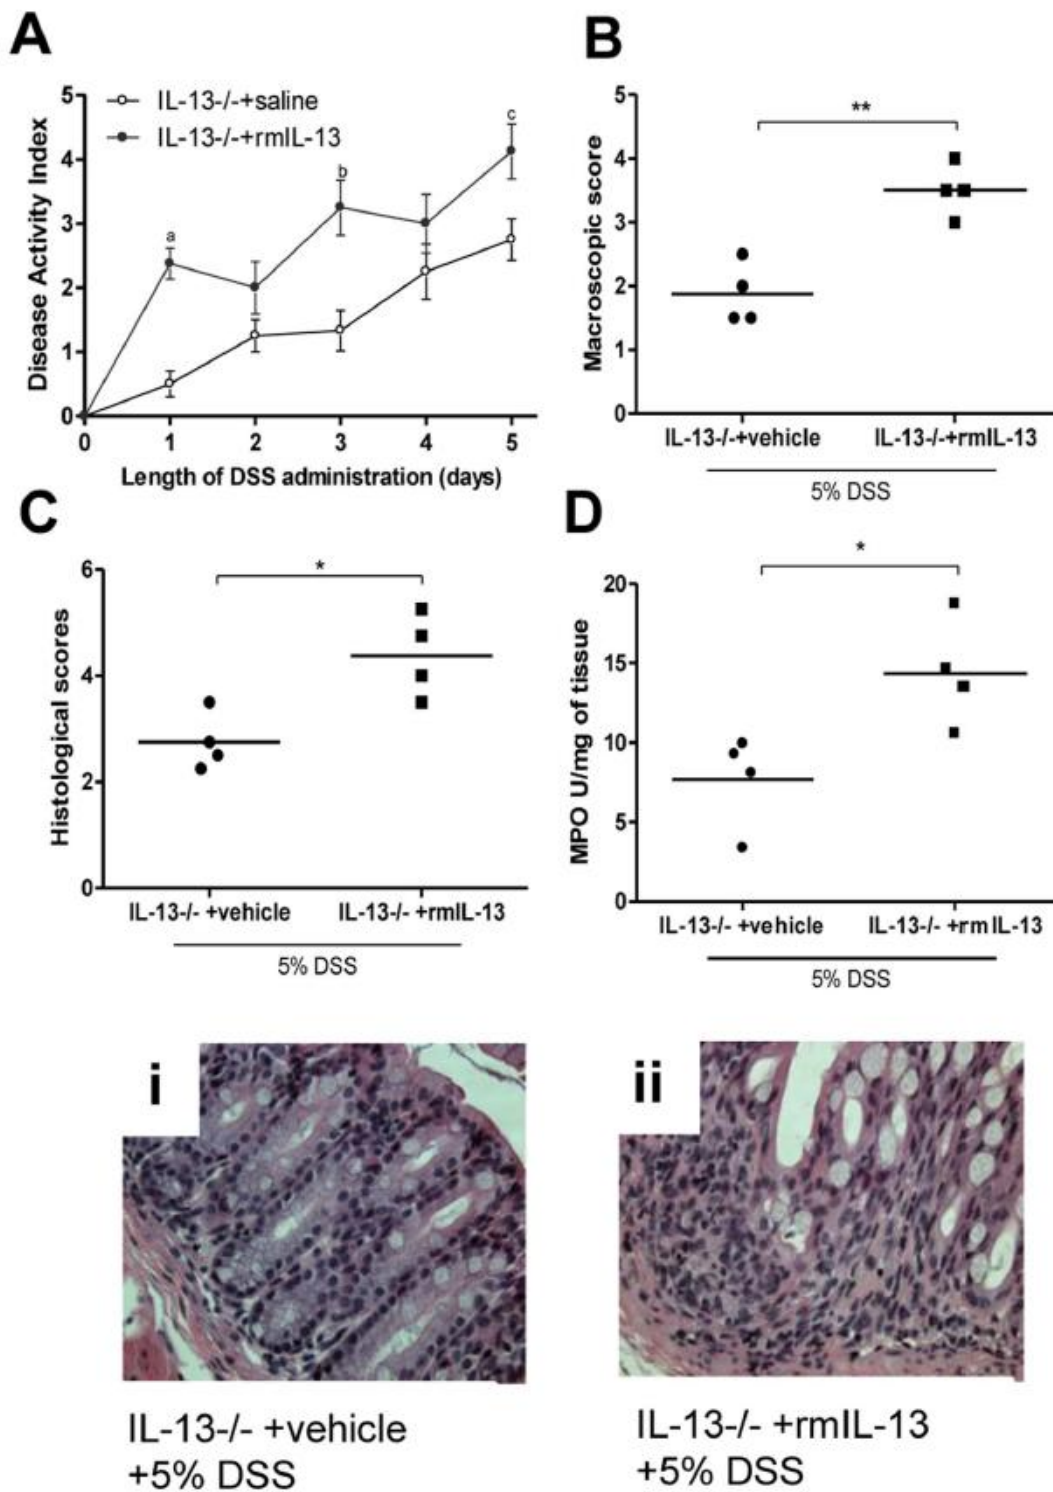 A
IL-13-/-+saline
IL-13-/-+rmIL-13
Disease Activity Index
5
4
3
2
1
0
a
b
c
0 1 2 3 4 5
Length of DSS administration (days)
B
Macroscopic score
5
4
3
2
1
0
**
IL-13-/-+vehicle IL-13-/-+rmIL-13
5% DSS
C
Histological scores
6
4
2
0
*
IL-13-/- +vehicle IL-13-/- +rmIL-13
5% DSS
D
MPO U/mg of tissue
20
15
10
5
0
*
IL-13-/- +vehicle IL-13-/- +rmIL-13
5% DSS
i
IL-13-/- +vehicle
+5% DSS
ii
IL-13-/- +rmIL-13
+5% DSS